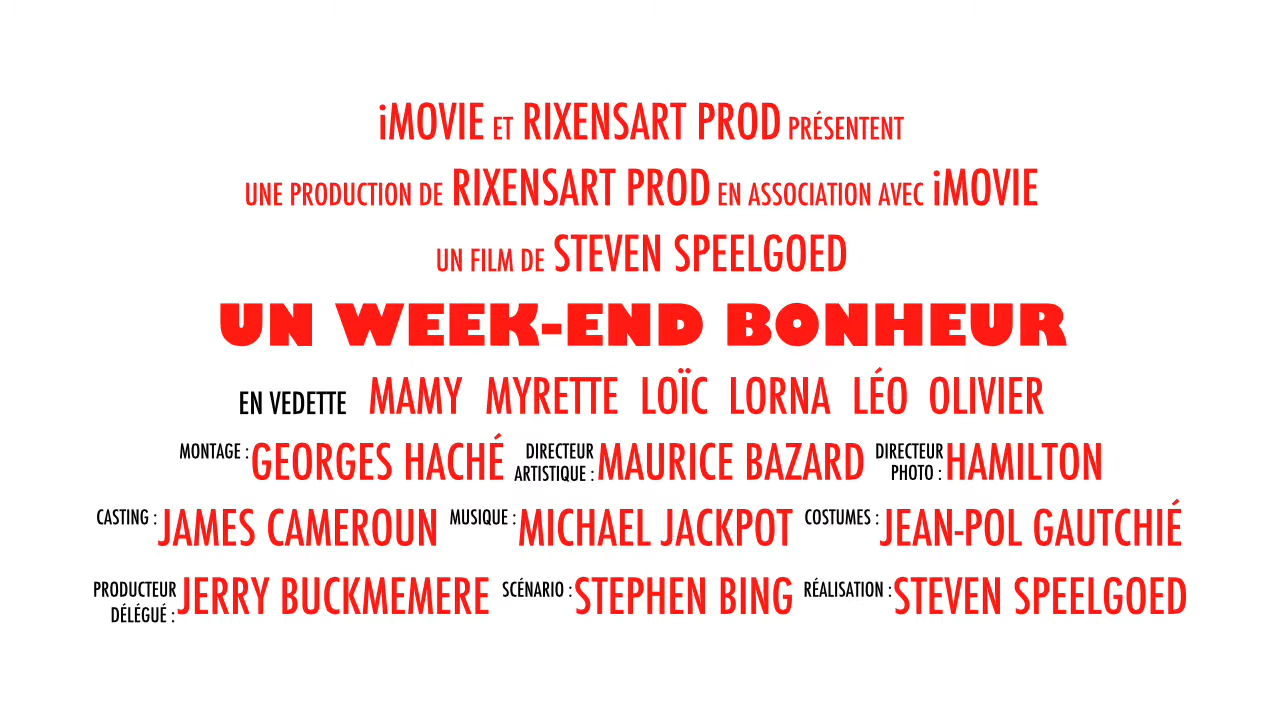 iMOVIE ET RIXENSART PROD PRÉSENTENT
UNE PRODUCTION DE RIXENSART PROD EN ASSOCIATION AVEC iMOVIE
UN FILM DE STEVEN SPEELGOED
UN WEEK-END BONHEUR
EN VEDETTE MAMY MYRETTE LOÏC LORNA LÉO OLIVIER
MONTAGE : GEORGES HACHÉ DIRECTEUR ARTISTIQUE : MAURICE BAZARD DIRECTEUR PHOTO : HAMILTON
CASTING : JAMES CAMEROUN MUSIQUE : MICHAEL JACKPOT COSTUMES : JEAN-POL GAUTCHIÉ
PRODUCTEUR DÉLÉGUÉ : JERRY BUCKMEMERE SCÉNARIO : STEPHEN BING RÉALISATION : STEVEN SPEELGOED